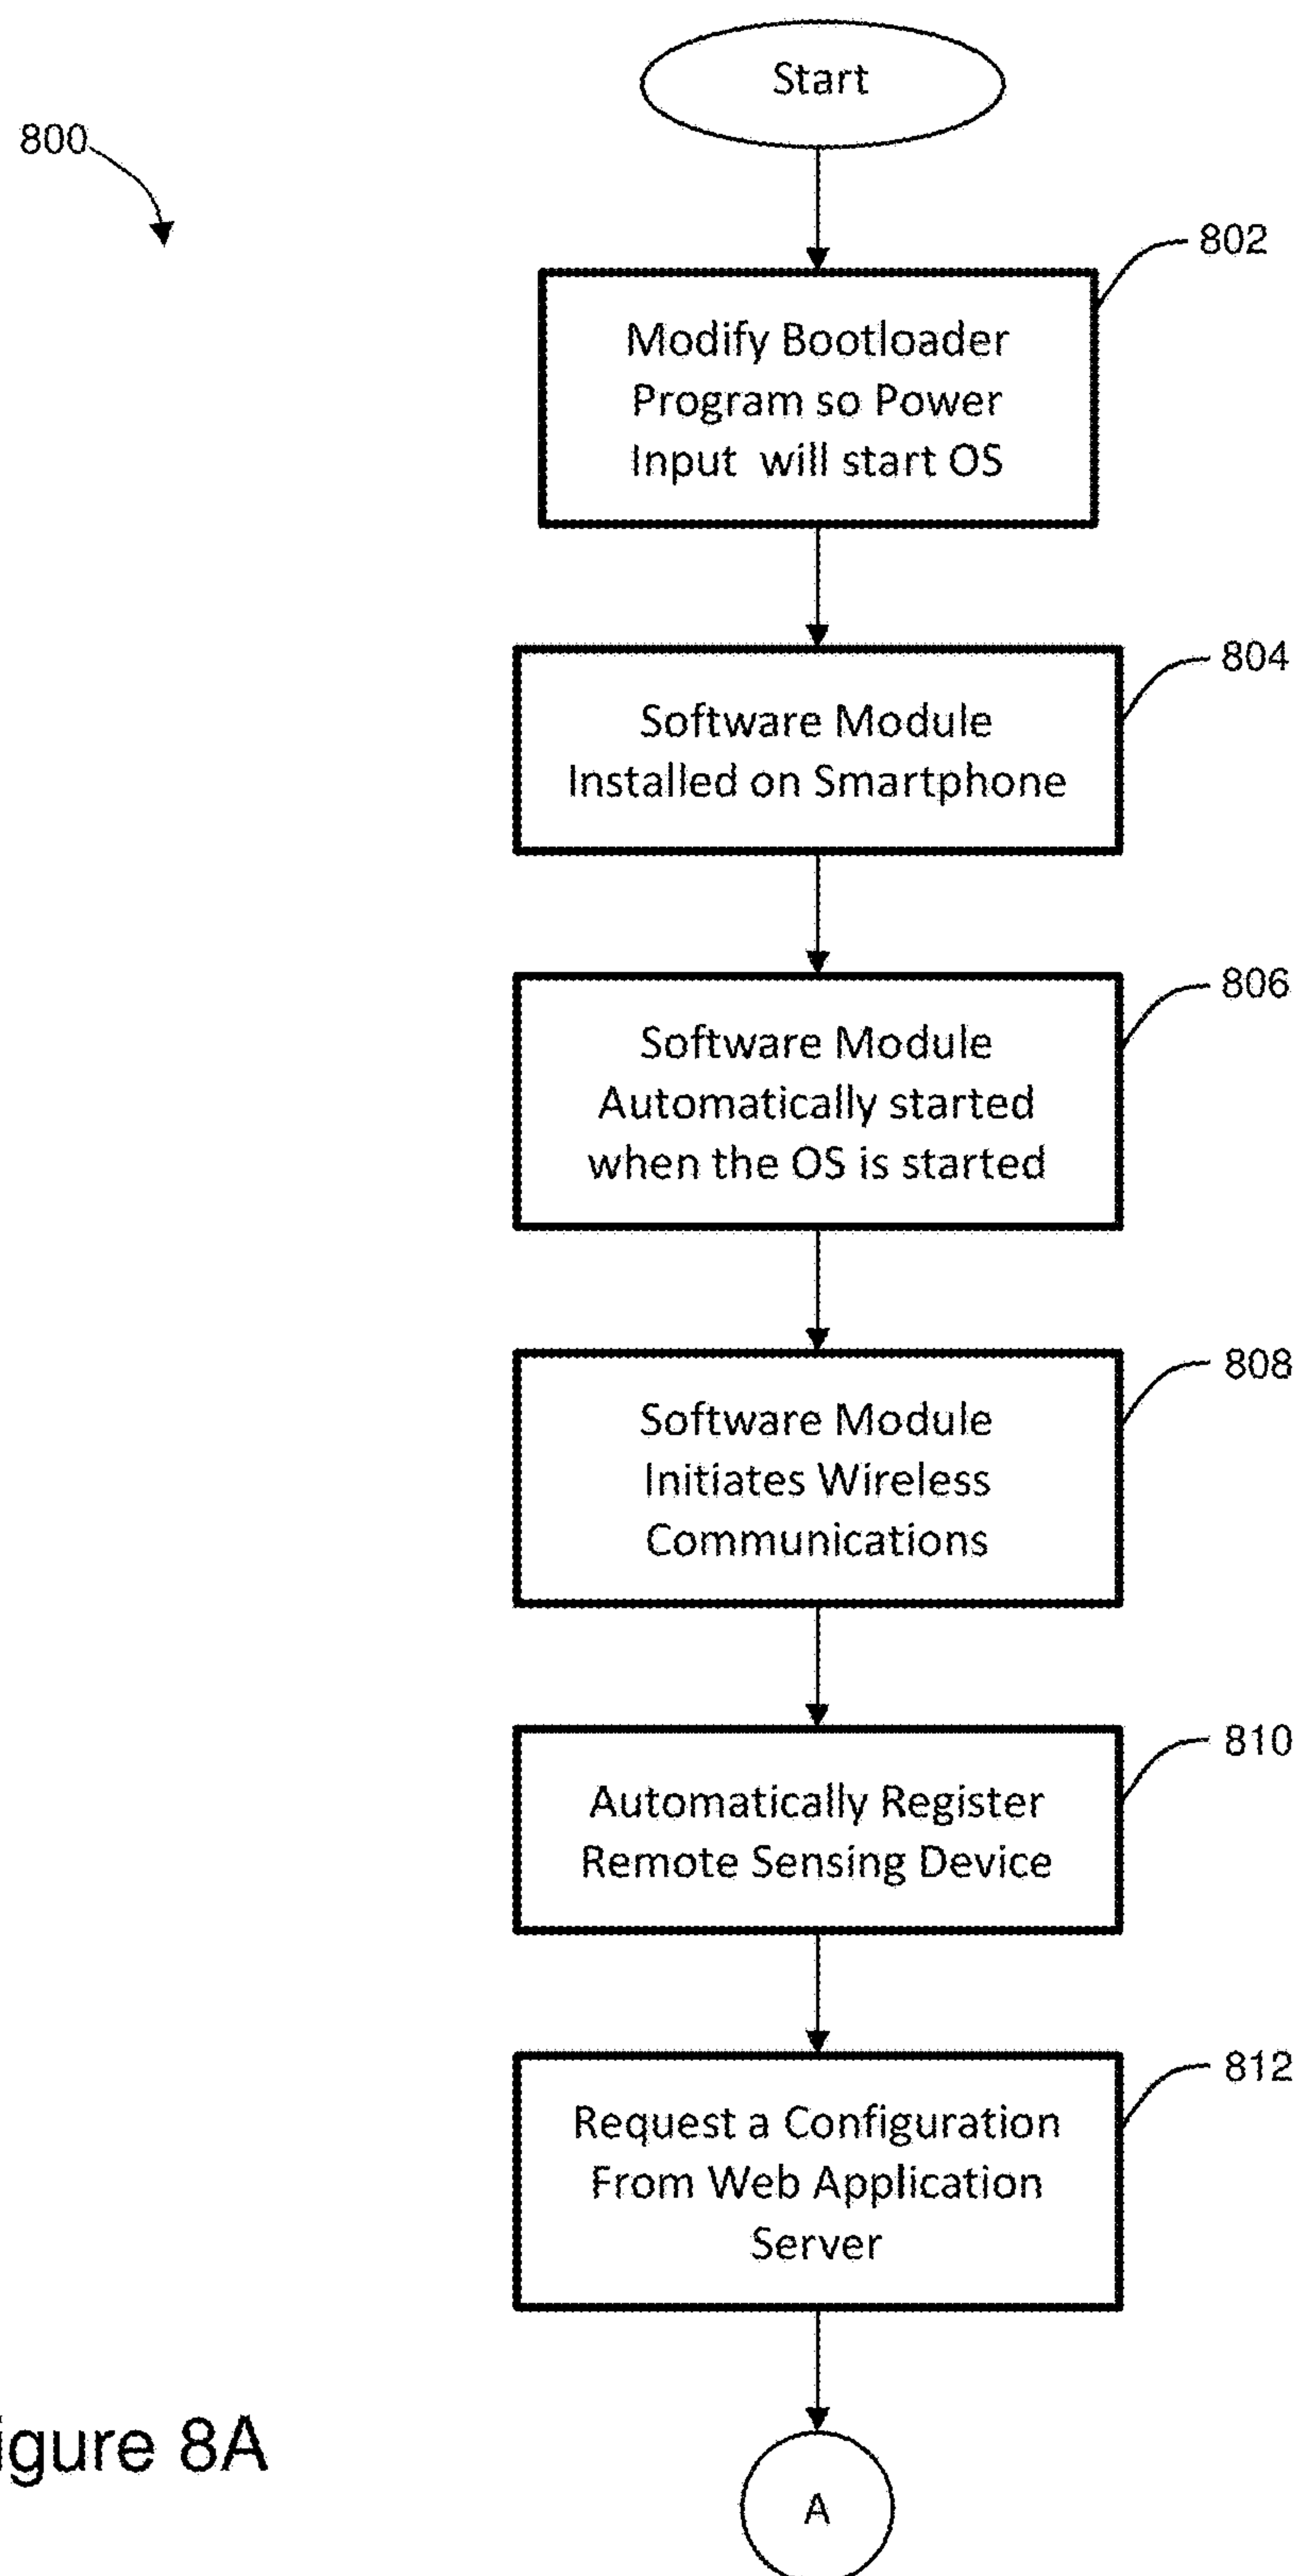 Start
800
802
Modify Bootloader
Program so Power
Input will start OS
804
Software Module
Installed on Smartphone
806
Software Module
Automatically started
when the OS is started
808
Software Module
Initiates Wireless
Communications
810
Automatically Register
Remote Sensing Device
812
Request a Configuration
From Web Application
Server
igure 8A
A